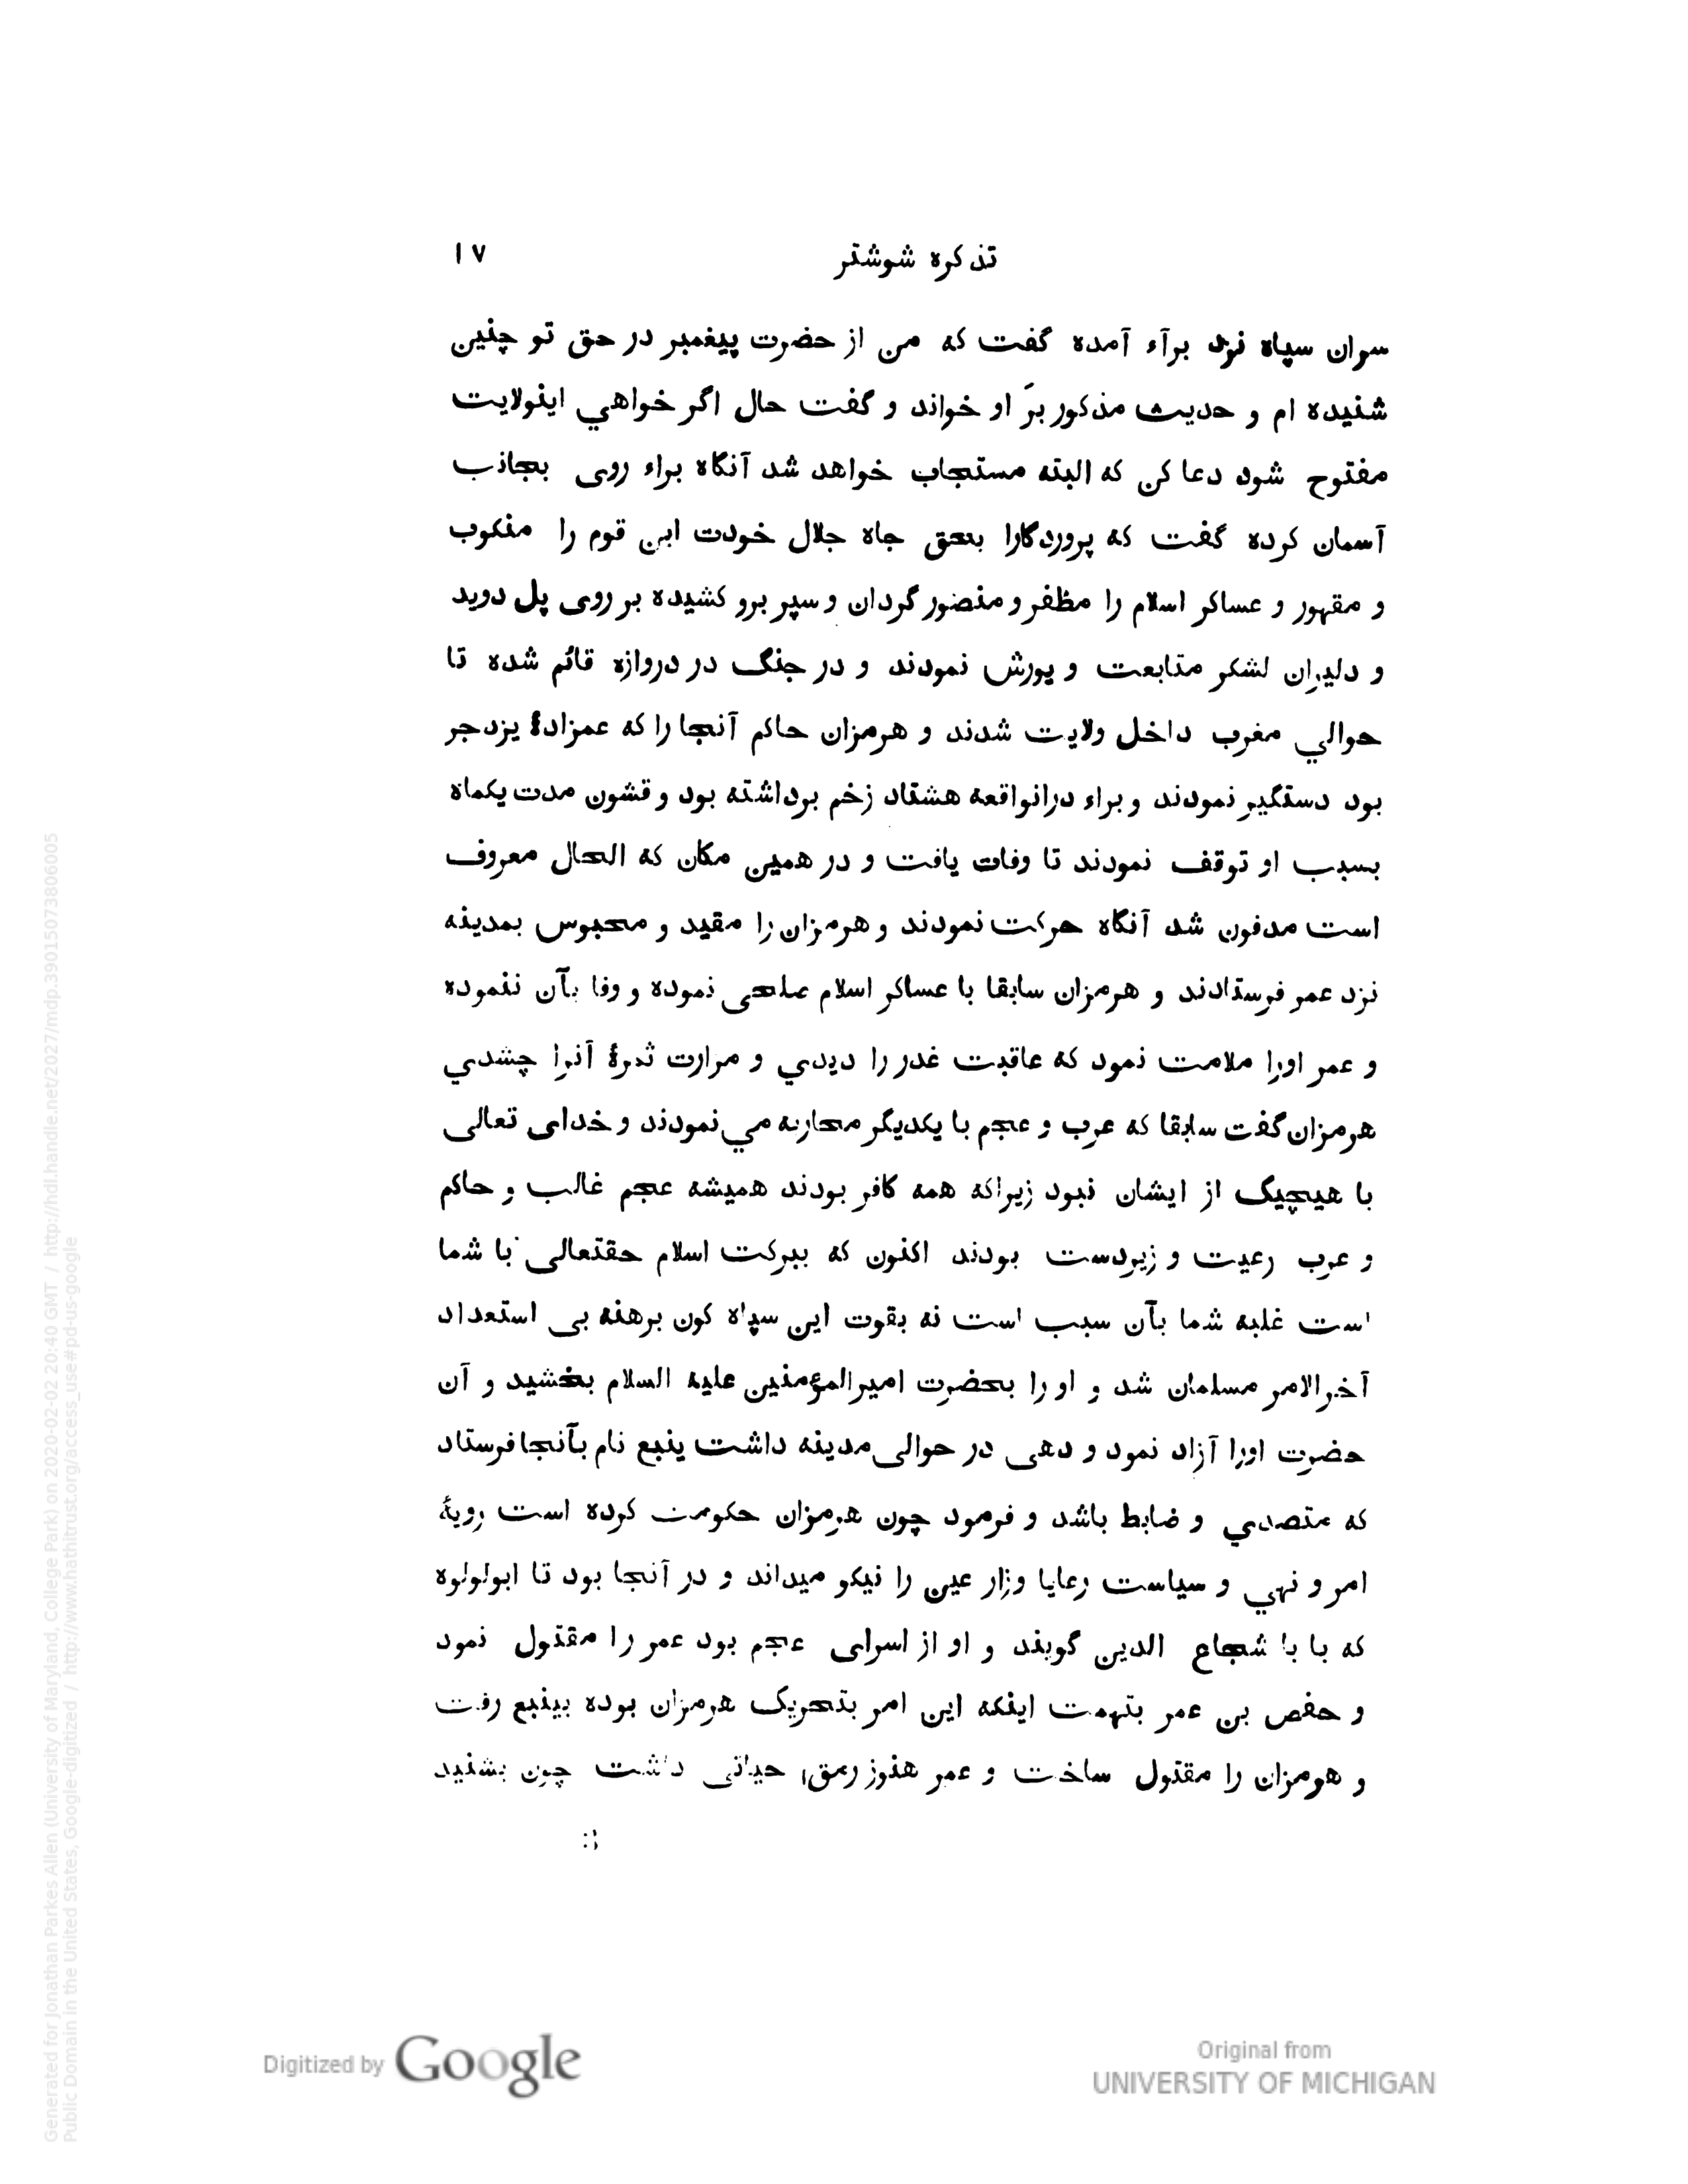 تذکره شوشتر
۱۷
سران سپاه نزد برآء آمده گفت که من از حضرت پیغمبر در حق تو چنین
شنیده ام و حدیث مذکور برَ او خواند و گفت حال اگر خواهي اینولایت
مفتوح شود دعا کن که البته مستجاب خواهد شد آنگاه براء روی بجانب
آسمان کرده گفت که پروردگارا بحق جاه جلال خودت این قوم را منکوب
و مقهور و عساکر اسلام را مظفر و منصور گردان و سپر برو کشیده بر روی پل دوید
و دلیران لشکر متابعت و یورش نمودند و در جنگ در دروازه قائم شده تا
حوالي مغرب داخل ولایت شدند و هرمزان حاکم آنجا را که عمزادهٔ یزدجر
بود دستگیر نمودند و براء درانواقعه هشتاد زخم برداشته بود و قشون مدت یکماه
بسبب او توقف نمودند تا وفات یافت و در همین مکان که الحال معروف
است مدفون شد آنگاه حرکت نمودند و هرمزان را مقید و محبوس بمدینه
نزد عمر فرستادند و هرمزان سابقا با عساکر اسلام صلحی نموده و وفا بآن ننموده
و عمر اورا ملامت نمود که عاقبت غدر را دیدي و مرارت ثمرهٔ آنرا چشدي
هرمزان گفت سابقا که عرب و عجم با یکدیگر محاربه مي نمودند و خدای تعالی
با هیچیک از ایشان نبود زیراکه همه کافر بودند همیشه عجم غالب و حاکم
و عرب رعیت و زیردست بودند اکنون که ببرکت اسلام حقتعالی با شما
است غلبه شما بآن سبب است نه بقوت این سپاه کون برهنه بی استعداد
آخرالامر مسلمان شد و او را بحضرت امیرالمؤمنین علیه السلام بخشید و آن
حضرت اورا آزاد نمود و دهی در حوالی مدینه داشت ینبع نام بآنجا فرستاد
که متصدي و ضابط باشد و فرمود چون هرمزان حکومت کرده است رویهٔ
امر و نهي و سیاست رعایا وزار عین را نیکو میداند و در آنجا بود تا ابولولوه
که با با شجاع الدین گویند و او از اسرای عجم بود عمر را مقتول نمود
و حفص بن عمر بتهمت اینکه این امر بتحریک هرمزان بوده بینبع رفت
و هرمزان را مقتول ساخت و عمر هنوز رمق حیاتی داشت چون بشنید
Digitized by Google
Original from
UNIVERSITY OF MICHIGAN
Generated for Jonathan Parkes Allen (University of Maryland, College Park) on 2020-02-02 20:40 GMT / http://hdl.handle.net/2027/mdp.39015073806005
Public Domain in the United States, Google-digitized / http://www.hathitrust.org/access_use#pd-us-google